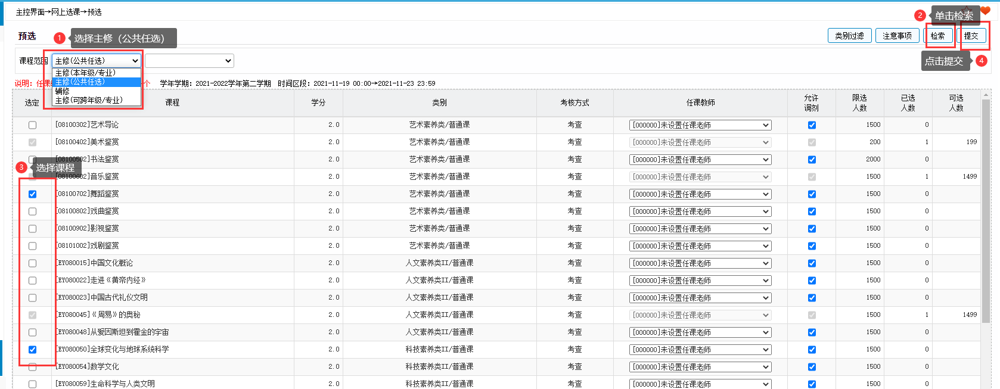 主控界面→网上选课→预选
2 单击检索
预选
1 选择主修（公共任选）
类别过滤 注意事项 检索 提交
点击提交 4
课程范围 主修(公共任选)
主修(本年级/专业)
主修(公共任选)
辅修
主修(可跨年级/专业)
说明：任课 个 学年学期：2021-2022学年第二学期 时间区段：2021-11-19 00:00→2021-11-23 23:59
选定 课程 学分 类别 考核方式 任课教师 允许调剂 限选人数 已选人数 可选人数
[08100302]艺术导论 2.0 艺术素养类/普通课 考查 [000000]未设置任课老师 1500 0
[08100402]美术鉴赏 2.0 艺术素养类/普通课 考查 [000000]未设置任课老师 200 1 199
[08100502]书法鉴赏 2.0 艺术素养类/普通课 考查 [000000]未设置任课老师 2000 0
3 选择课程
[08100602]音乐鉴赏 2.0 艺术素养类/普通课 考查 [000000]未设置任课老师 1500 1 1499
[08100702]舞蹈鉴赏 2.0 艺术素养类/普通课 考查 [000000]未设置任课老师 1500 0
[08100802]戏曲鉴赏 2.0 艺术素养类/普通课 考查 [000000]未设置任课老师 1500 0
[08100902]影视鉴赏 2.0 艺术素养类/普通课 考查 [000000]未设置任课老师 1500 0
[08101002]戏剧鉴赏 2.0 艺术素养类/普通课 考查 [000000]未设置任课老师 1500 0
[EY080015]中国文化概论 2.0 人文素养类II/普通课 考查 [000000]未设置任课老师 1500 0
[EY080022]走进《黄帝内经》 2.0 人文素养类II/普通课 考查 [000000]未设置任课老师 1500 0
[EY080023]中国古代礼仪文明 2.0 人文素养类II/普通课 考查 [000000]未设置任课老师 1500 0
[EY080045]《周易》的奥秘 2.0 人文素养类II/普通课 考查 [000000]未设置任课老师 1500 1 1499
[EY080048]从爱因斯坦到霍金的宇宙 2.0 人文素养类II/普通课 考查 [000000]未设置任课老师 1500 0
[EY080050]全球变化与地球系统科学 2.0 科技素养类II/普通课 考查 [000000]未设置任课老师 1500 0
[EY080054]数学文化 2.0 科技素养类II/普通课 考查 [000000]未设置任课老师 1500 0
[EY080059]生命科学与人类文明 2.0 科技素养类II/普通课 考查 [000000]未设置任课老师 1500 0